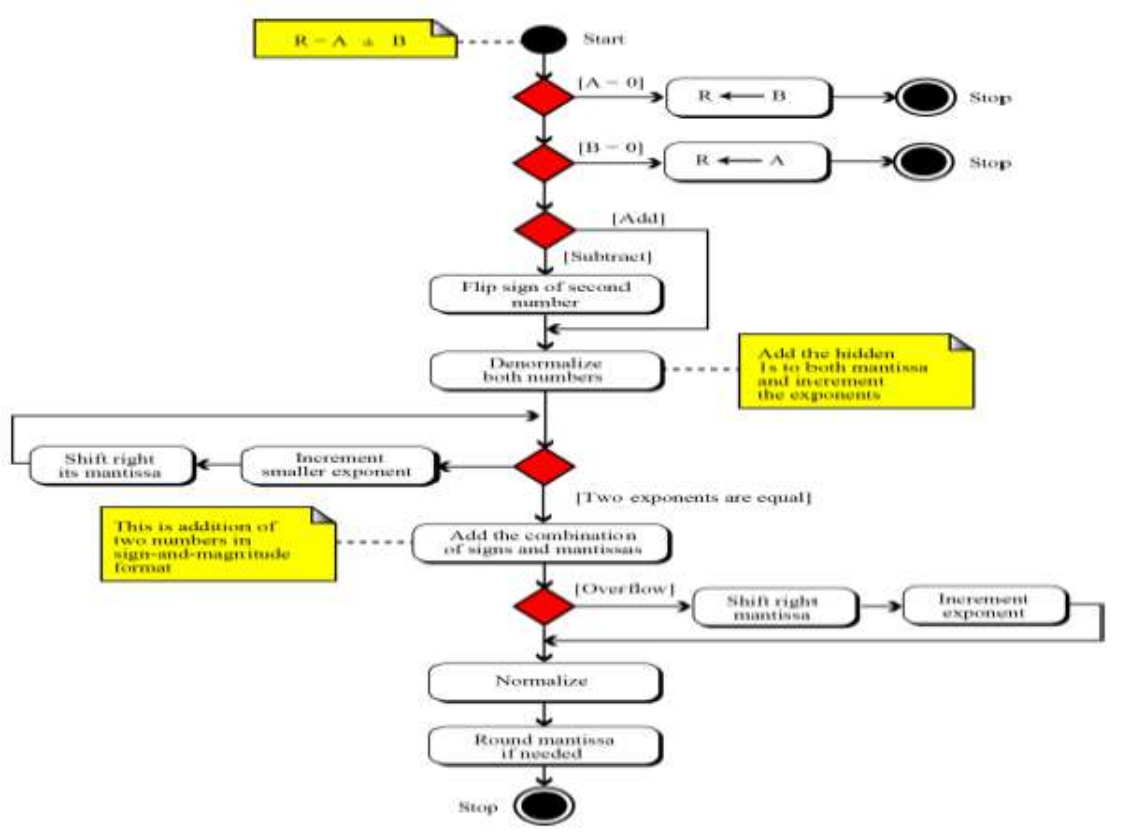 R = A ± B
Start
[A = 0]
R ← B
Stop
[B = 0]
R ← A
Stop
[Add]
[Subtract]
Flip sign of second
number
Denormalize
both numbers
Add the hidden
1s to both mantissa
and increment
the exponents
Shift right
its mantissa
Increment
smaller exponent
[Two exponents are equal]
This is addition of
two numbers in
sign-and-magnitude
format
Add the combination
of signs and mantissas
[Overflow]
Shift right
mantissa
Increment
exponent
Normalize
Round mantissa
if needed
Stop